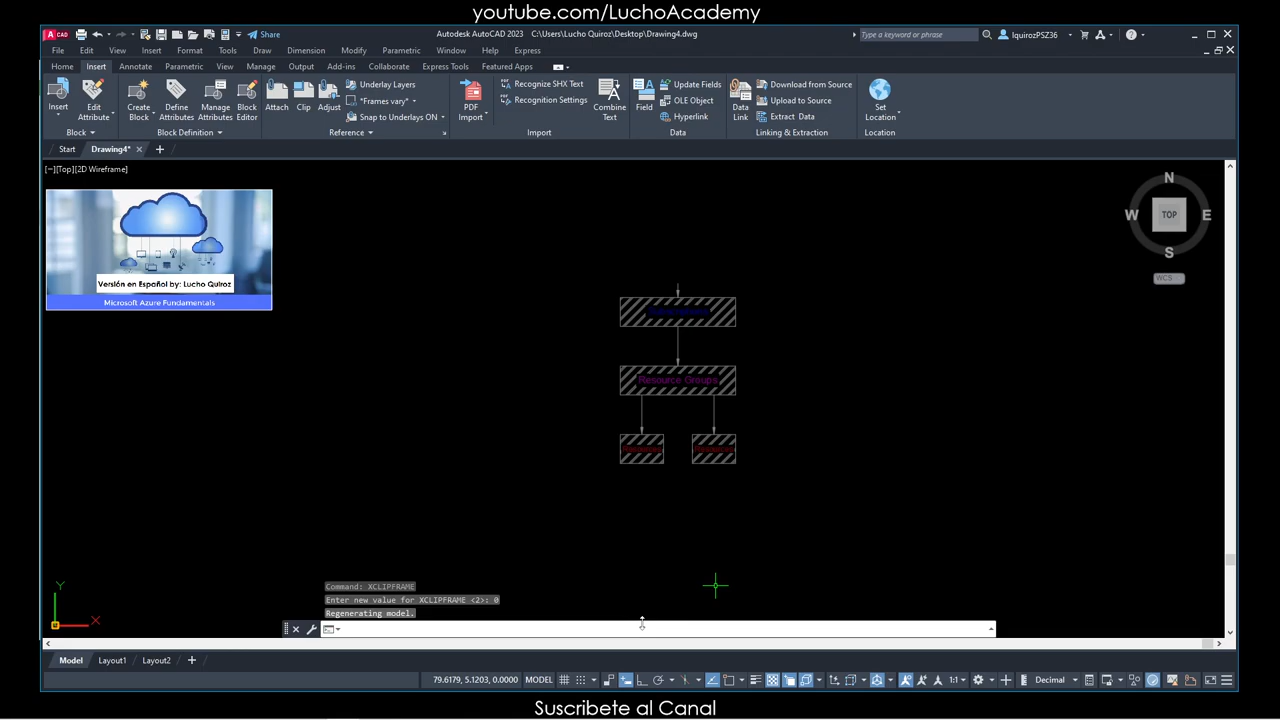 youtube.com/LuchoAcademy
CAD Share Autodesk AutoCAD 2023 C:\Users\Lucho Quiroz\Desktop\Drawing4.dwg Type a keyword or phrase lquirozPSZ36
File Edit View Insert Format Tools Draw Dimension Modify Parametric Window Help Express
Home Insert Annotate Parametric View Manage Output Add-ins Collaborate Express Tools Featured Apps
Insert
Edit Attribute
Create Block
Define Attributes
Manage Attributes
Block Editor
Attach Clip Adjust
Underlay Layers
*Frames vary*
Snap to Underlays ON
PDF Import
Recognize SHX Text
Recognition Settings
Combine Text
Field
Update Fields
OLE Object
Hyperlink
Data Link
Download from Source
Upload to Source
Extract Data
Set Location
Block Block Definition Reference Import Data Linking & Extraction Location
Start Drawing4*
[−][Top][2D Wireframe]
N
W TOP E
S
WCS
Versión en Español by: Lucho Quiroz
Microsoft Azure Fundamentals
Resource Groups
Y
X
Command: XCLIPFRAME
Enter new value for XCLIPFRAME <2>: 0
Regenerating model.
Model Layout1 Layout2
79.6179, 5.1203, 0.0000 MODEL 1:1 Decimal
Suscribete al Canal